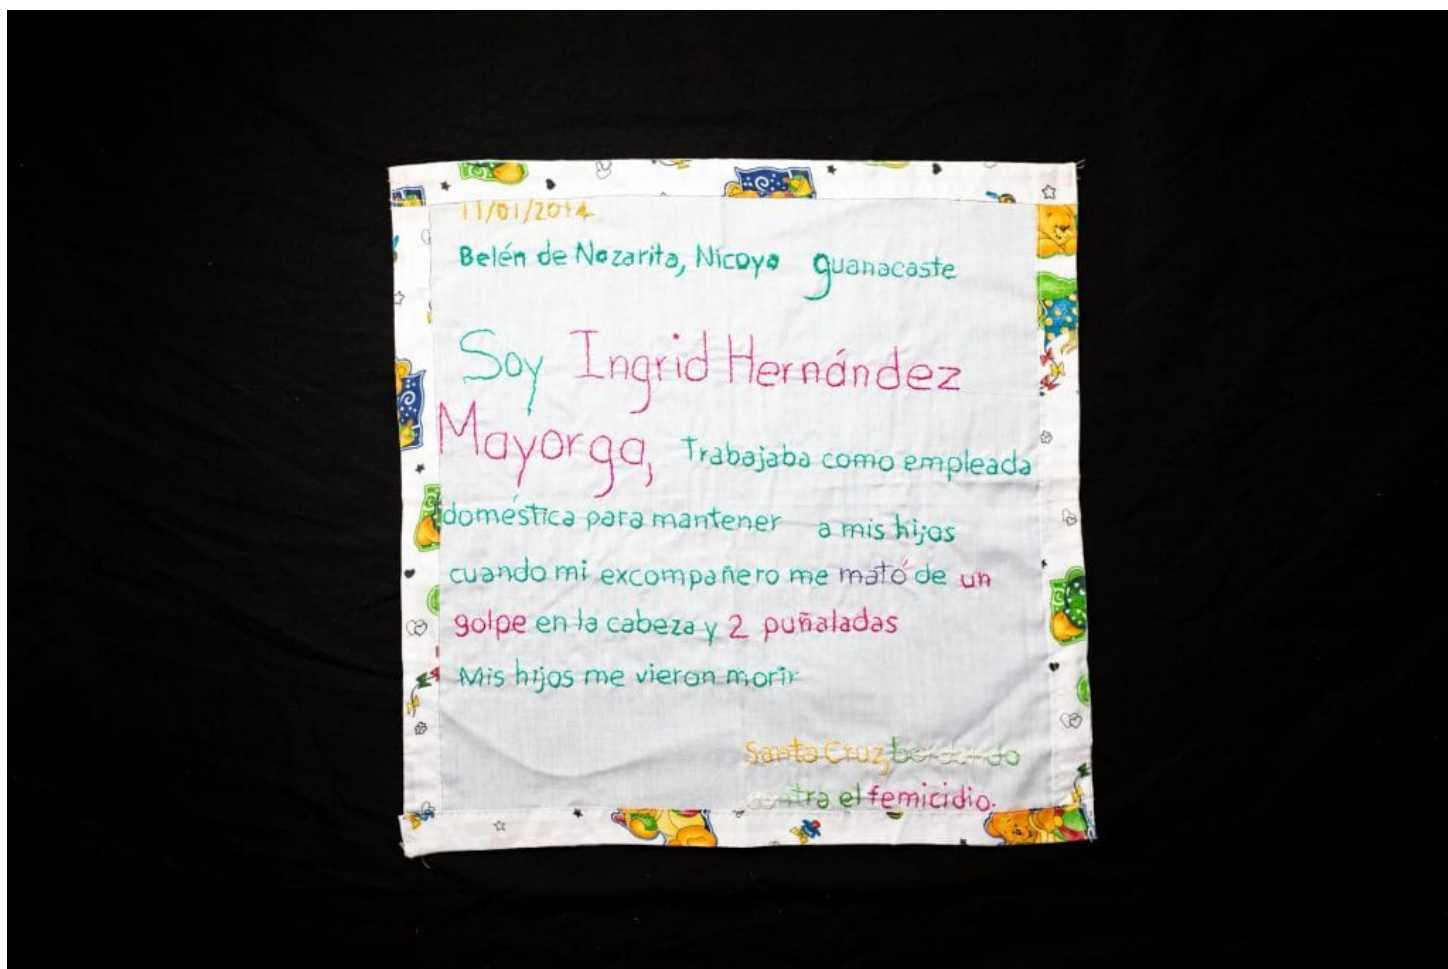 11/01/2014
Belén de Nozarita, Nicoya guanacaste
Soy Ingrid Hernández
Mayorga, Trabajaba como empleada
doméstica para mantener a mis hijos
cuando mi excompañero me mató de un
golpe en la cabeza y 2 puñaladas
Mis hijos me vieron morir
Santa Cruz, bordando
contra el femicidio.